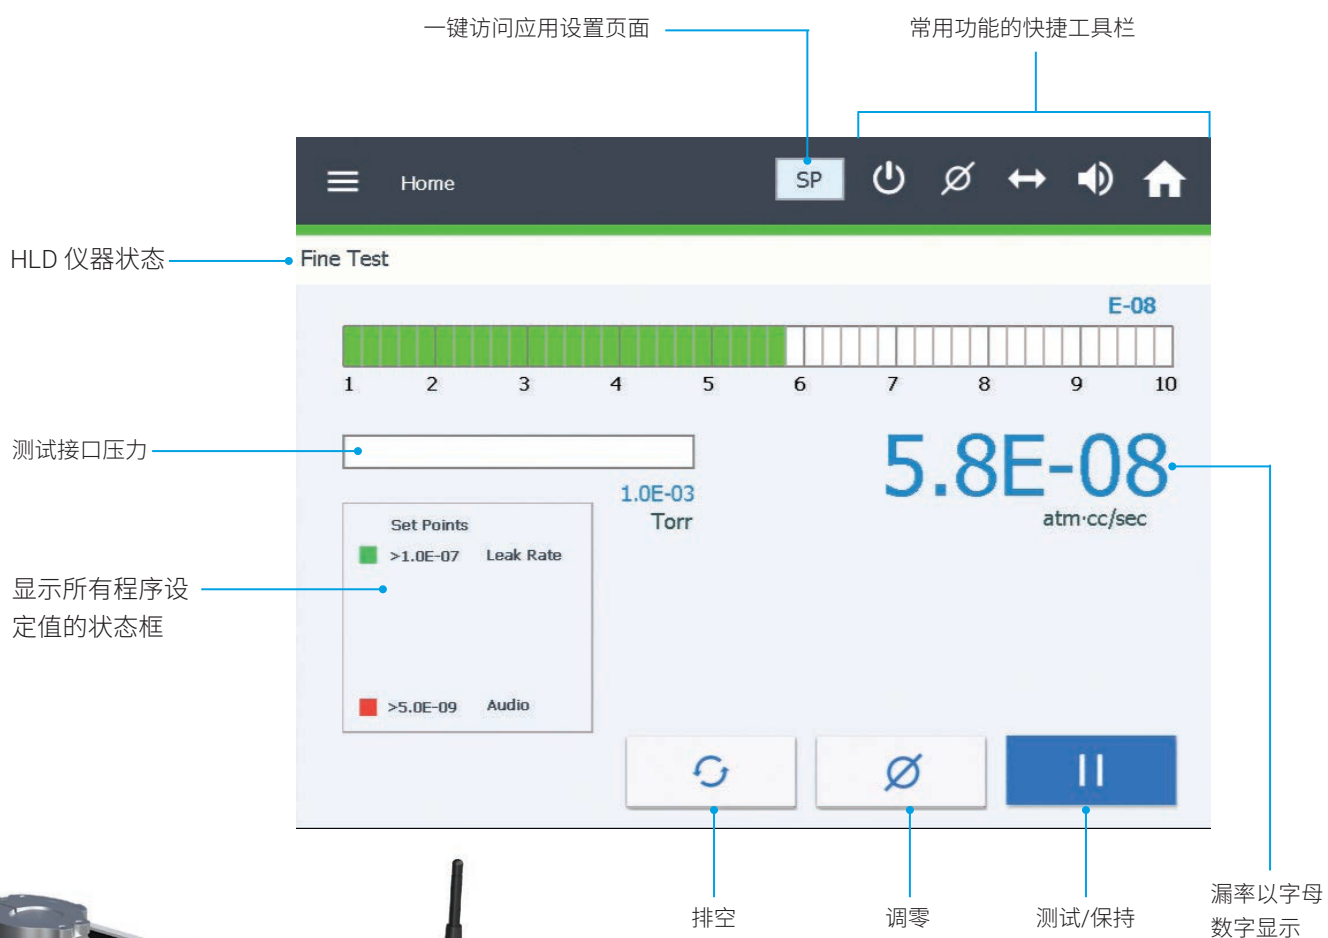 一键访问应用设置页面
常用功能的快捷工具栏
Home
SP
HLD 仪器状态
Fine Test
E-08
1 2 3 4 5 6 7 8 9 10
测试接口压力
5.8E-08
atm·cc/sec
1.0E-03
Torr
Set Points
>1.0E-07 Leak Rate
显示所有程序设
定值的状态框
>5.0E-09 Audio
排空
调零
测试/保持
漏率以字母
数字显示